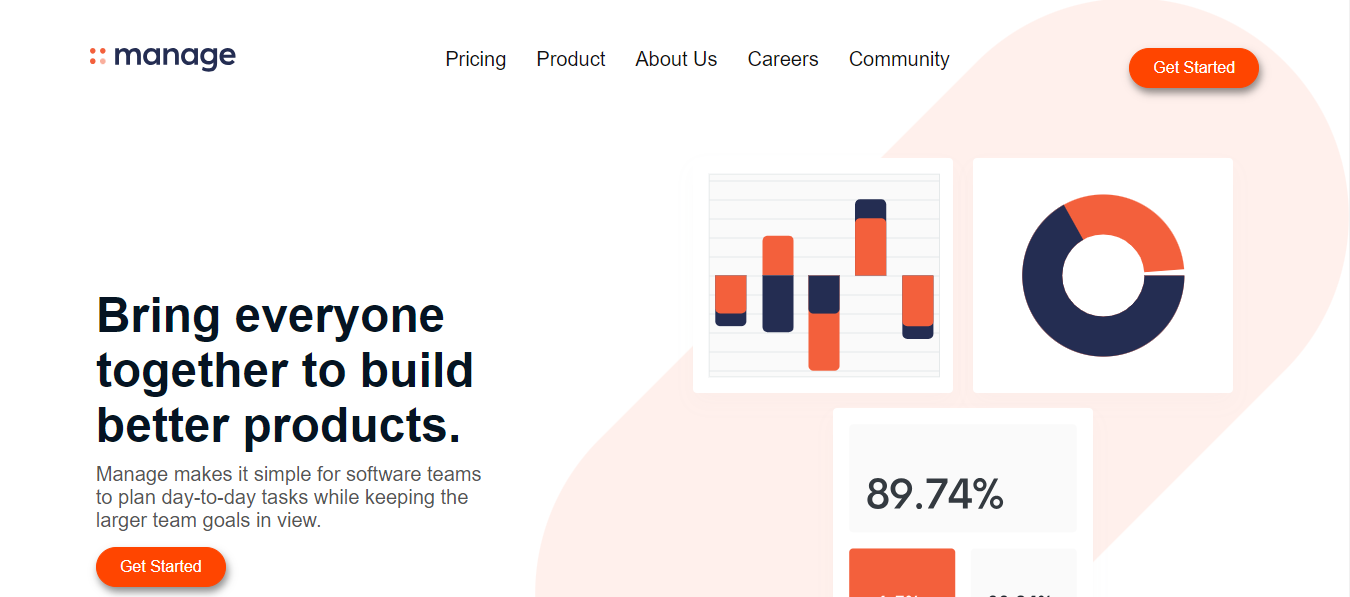 manage
Pricing
Product
About Us
Careers
Community
Get Started
Bring everyone
together to build
better products.
Manage makes it simple for software teams
to plan day-to-day tasks while keeping the
larger team goals in view.
Get Started
89.74%